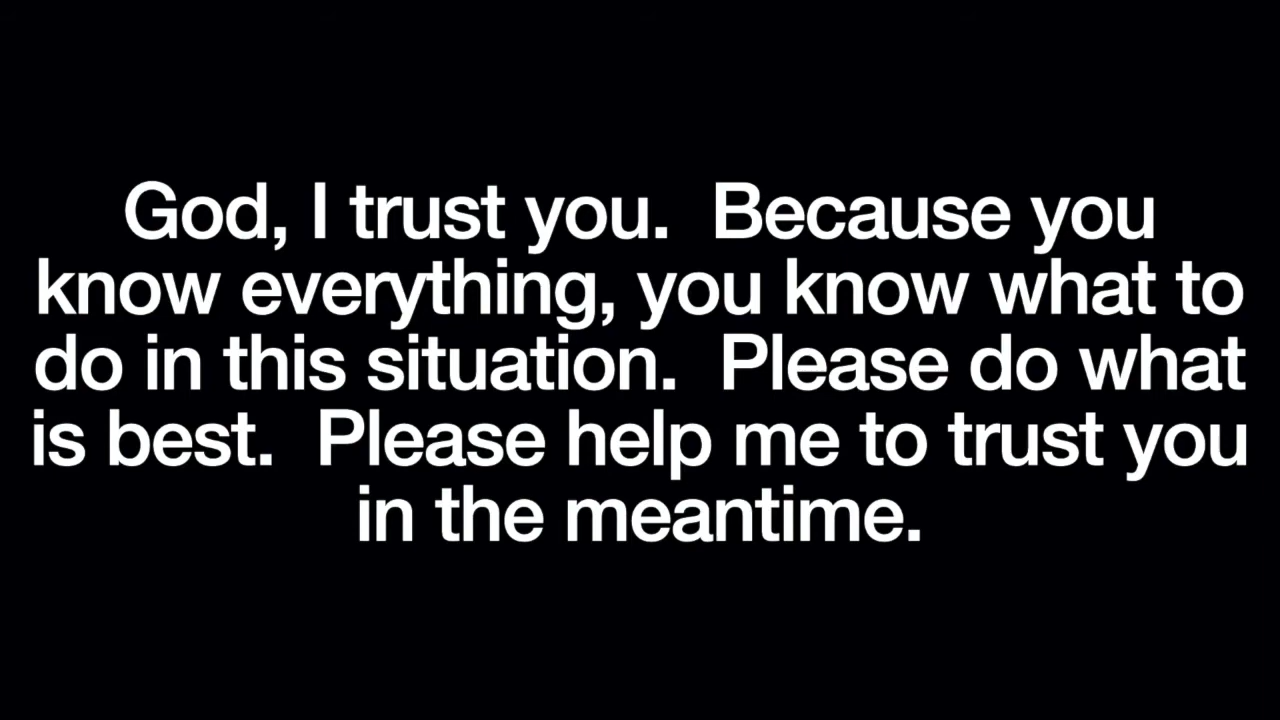 God, I trust you.  Because you
know everything, you know what to
do in this situation.  Please do what
is best.  Please help me to trust you
in the meantime.